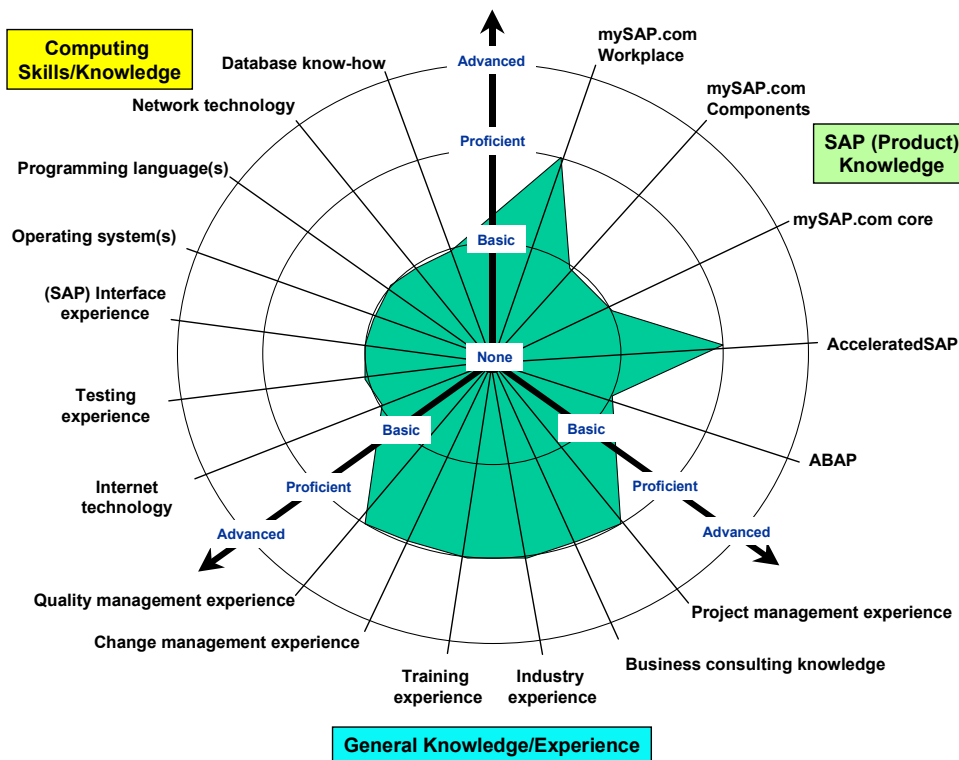 Computing
Skills/Knowledge
Database know-how
Network technology
Programming language(s)
Operating system(s)
(SAP) Interface
experience
Testing
experience
Internet
technology
Advanced
Proficient
Basic
None
mySAP.com
Workplace
mySAP.com
Components
SAP (Product)
Knowledge
mySAP.com core
AcceleratedSAP
ABAP
Basic
Proficient
Advanced
Basic
Proficient
Advanced
Quality management experience
Change management experience
Training
experience
Industry
experience
Business consulting knowledge
Project management experience
General Knowledge/Experience